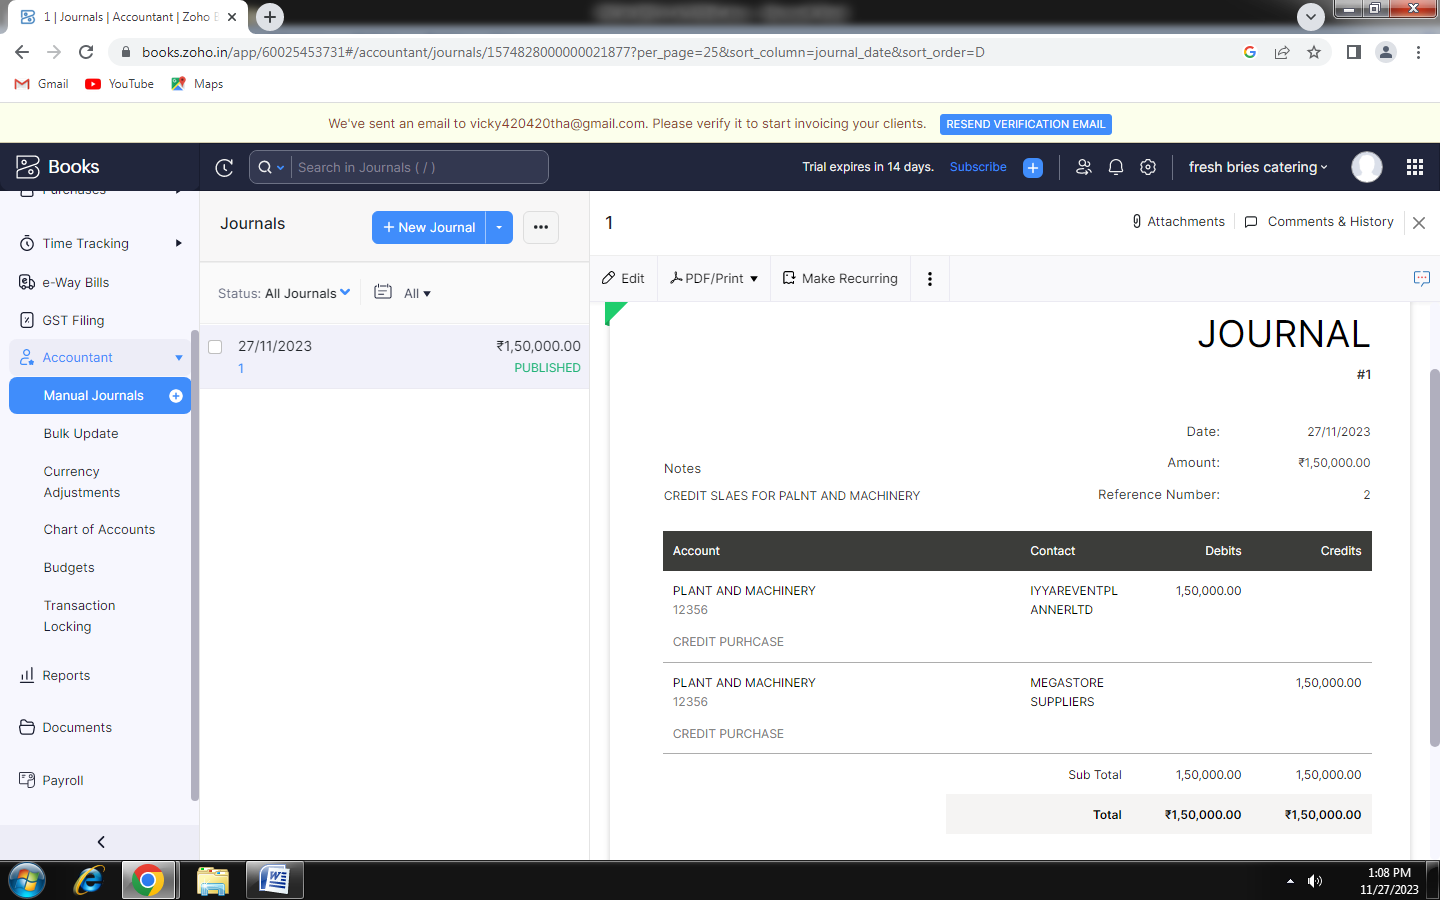 1 | Journals | Accountant | Zoho B
books.zoho.in/app/60025453731#/accountant/journals/1574828000000021877?per_page=25&sort_column=journal_date&sort_order=D
Gmail
YouTube
Maps
We've sent an email to vicky420420tha@gmail.com. Please verify it to start invoicing your clients.
RESEND VERIFICATION EMAIL
Books
Search in Journals ( / )
Trial expires in 14 days.
Subscribe
fresh bries catering
Purchases
Time Tracking
e-Way Bills
GST Filing
Accountant
Manual Journals
Bulk Update
Currency
Adjustments
Chart of Accounts
Budgets
Transaction
Locking
Reports
Documents
Payroll
Journals
+ New Journal
Status: All Journals
All
27/11/2023
₹1,50,000.00
1
PUBLISHED
1
Attachments
Comments & History
Edit
PDF/Print
Make Recurring
JOURNAL
#1
Date: 27/11/2023
Amount: ₹1,50,000.00
Reference Number: 2
Notes
CREDIT SLAES FOR PALNT AND MACHINERY
Account Contact Debits Credits
PLANT AND MACHINERY IYYAREVENTPL 1,50,000.00
12356 ANNERLTD
CREDIT PURHCASE
PLANT AND MACHINERY MEGASTORE 1,50,000.00
12356 SUPPLIERS
CREDIT PURCHASE
Sub Total 1,50,000.00 1,50,000.00
Total ₹1,50,000.00 ₹1,50,000.00
1:08 PM
11/27/2023